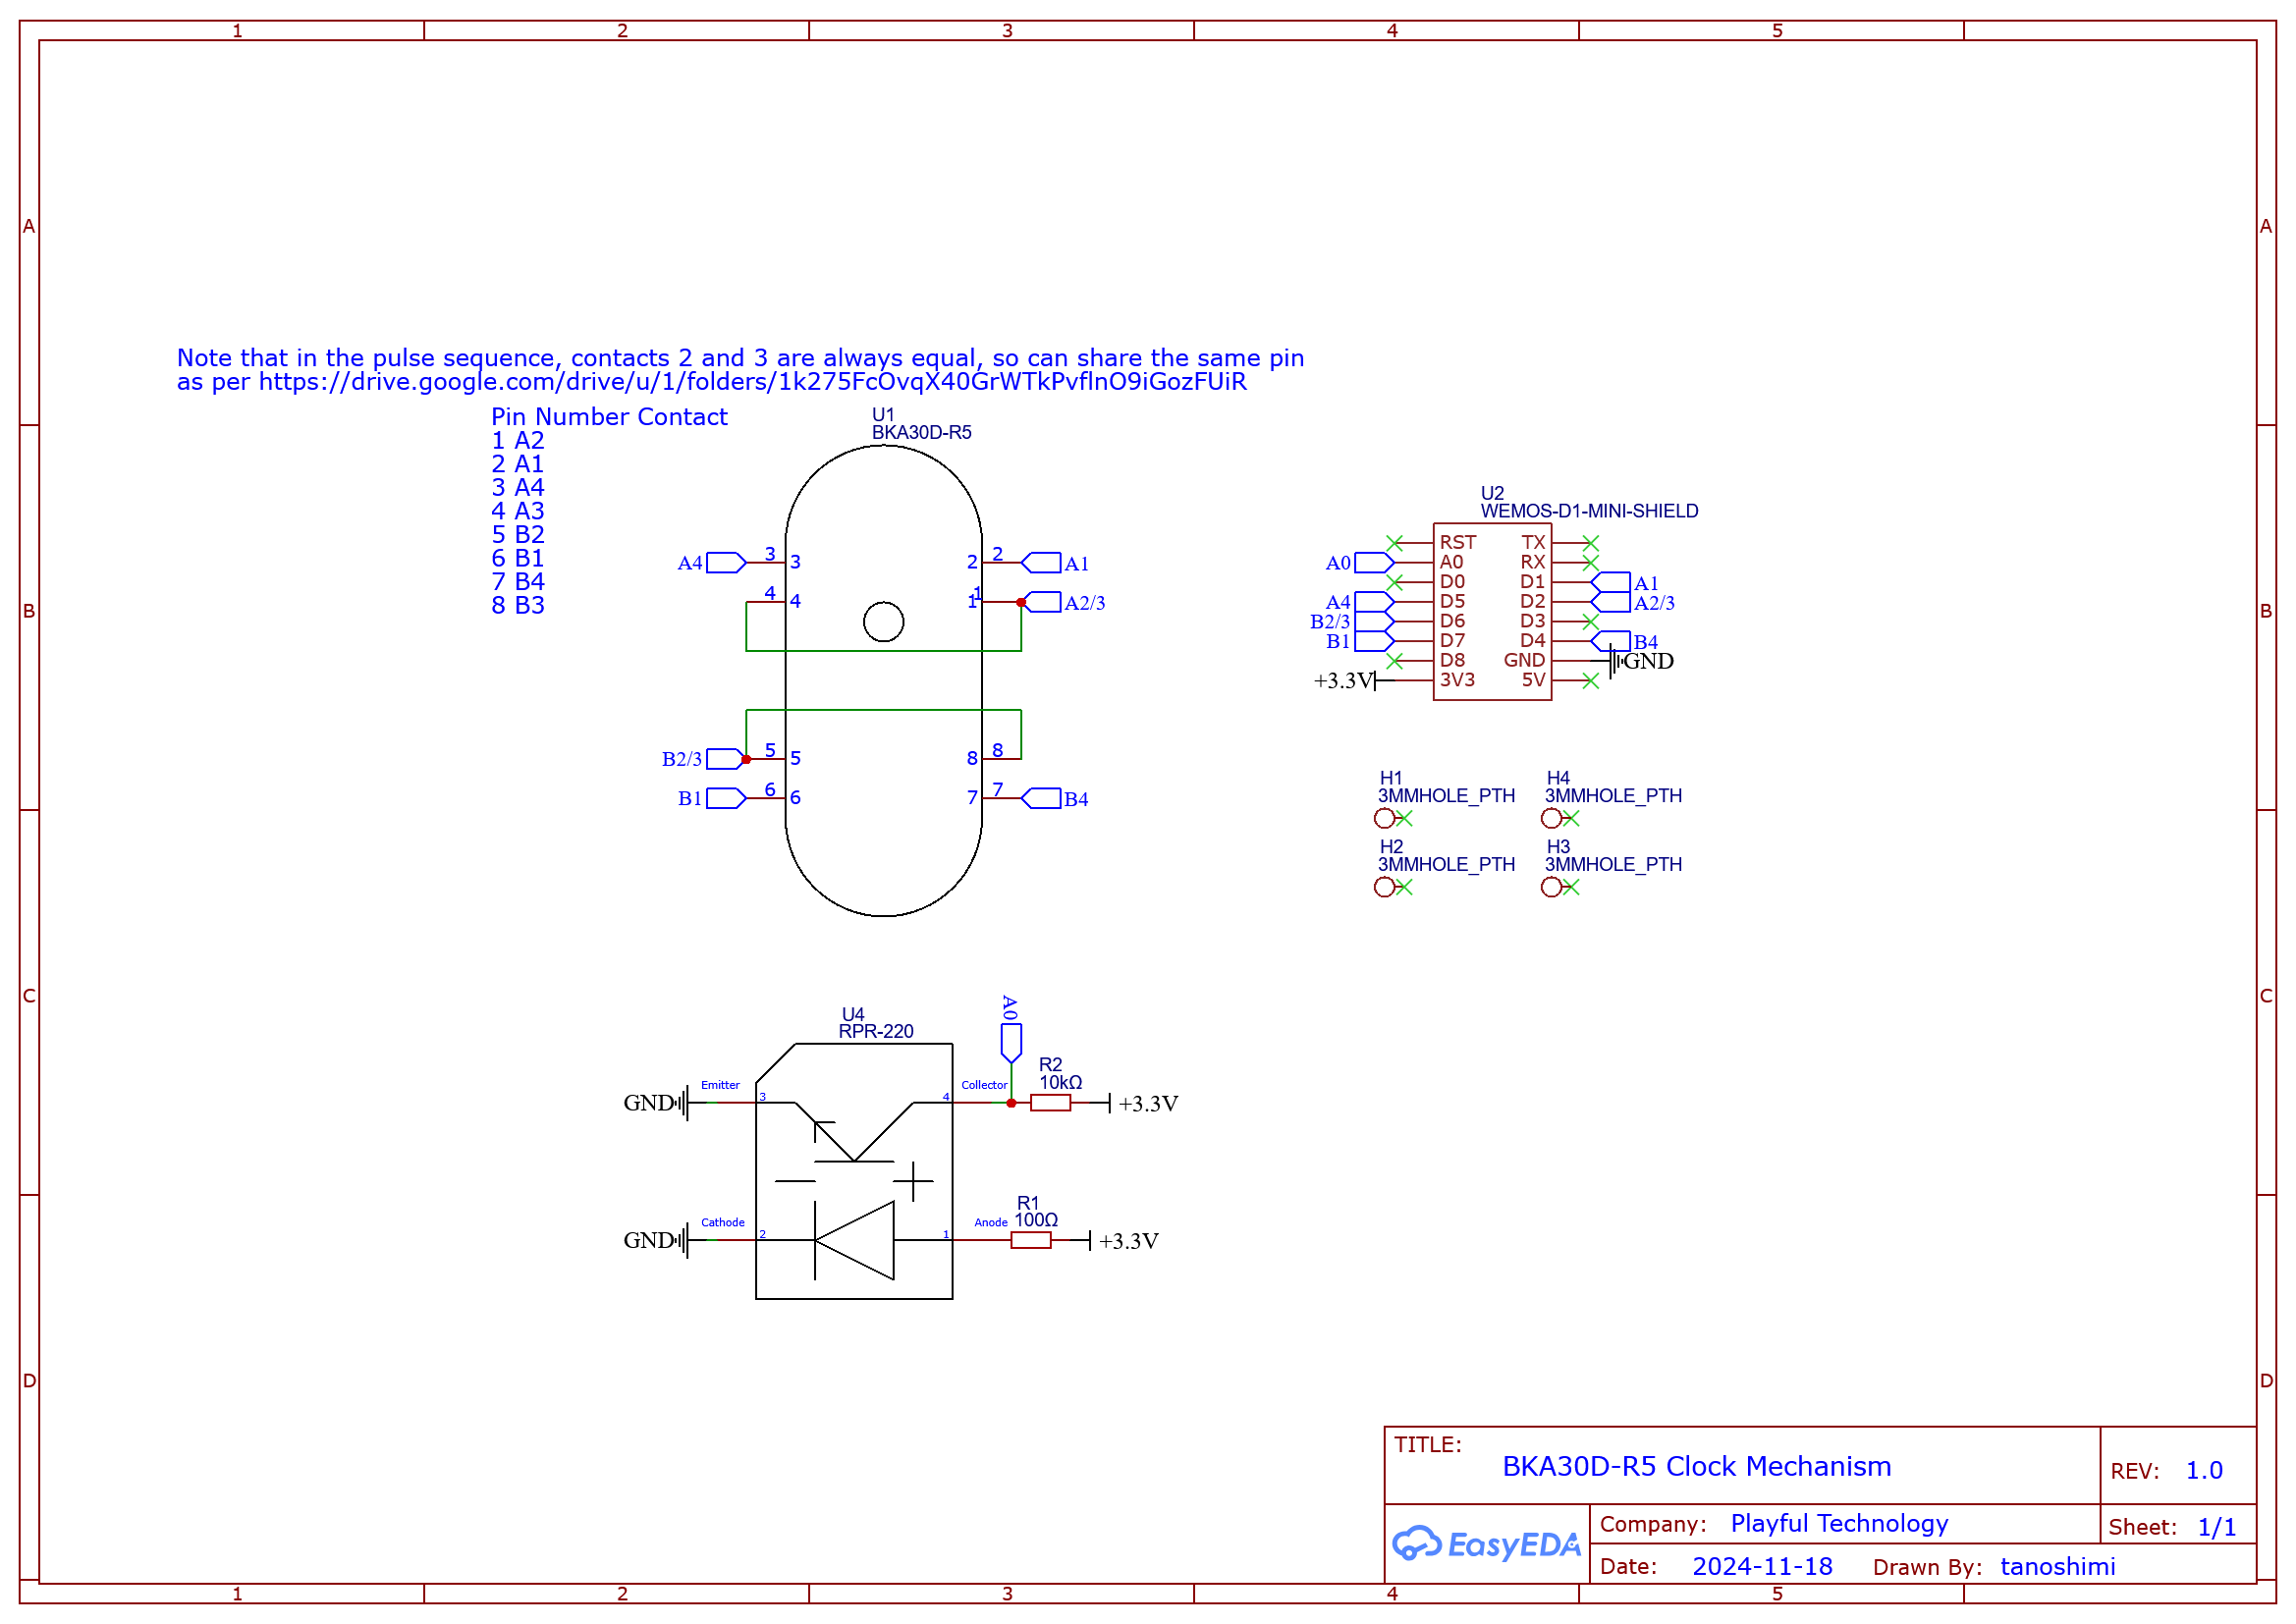 1 2 3 4 5
A A
Note that in the pulse sequence, contacts 2 and 3 are always equal, so can share the same pin
as per https://drive.google.com/drive/u/1/folders/1k275FcOvqX40GrWTkPvflnO9iGozFUiR
Pin Number Contact
1 A2
2 A1
3 A4
4 A3
5 B2
6 B1
7 B4
8 B3
U1
BKA30D-R5
A4 3 3 2 2 A1
4 4 1 1 A2/3
B2/3 5 5 8 8
B1 6 6 7 7 B4
U2
WEMOS-D1-MINI-SHIELD
RST TX
A0 A0 RX
D0 D1 A1
A4 D5 D2 A2/3
B2/3 D6 D3
B1 D7 D4 B4
D8 GND GND
+3.3V 3V3 5V
B B
H1 H4
3MMHOLE_PTH 3MMHOLE_PTH
H2 H3
3MMHOLE_PTH 3MMHOLE_PTH
C C
U4
RPR-220
A0
R2
10kΩ
GND Emitter 3 4 Collector +3.3V
R1
100Ω
GND Cathode 2 1 Anode +3.3V
D D
TITLE:
BKA30D-R5 Clock Mechanism
REV: 1.0
EasyEDA
Company: Playful Technology
Sheet: 1/1
Date: 2024-11-18 Drawn By: tanoshimi
1 2 3 4 5